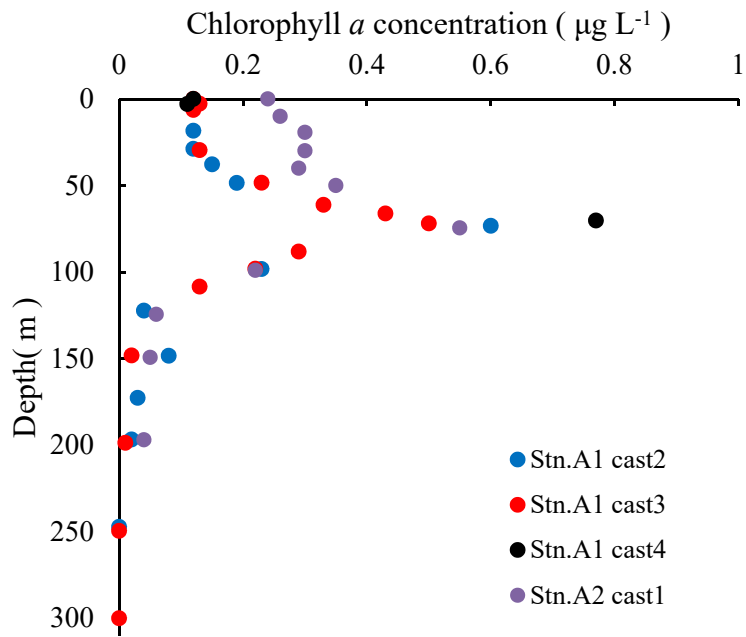 Chlorophyll a concentration ( μg L-1 )
0 0.2 0.4 0.6 0.8 1
0
50
100
150
200
250
300
Depth( m )
Stn.A1 cast2
Stn.A1 cast3
Stn.A1 cast4
Stn.A2 cast1